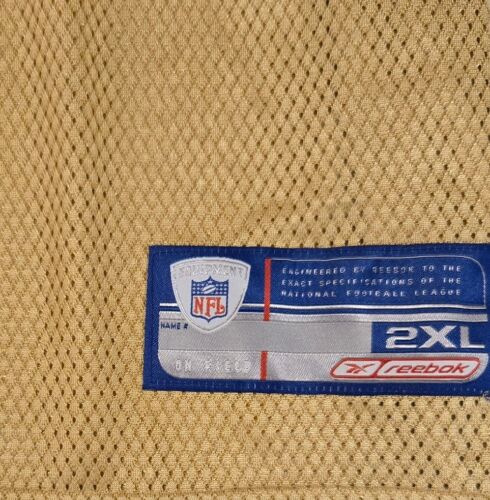 EQUIPMENT
NFL
ENGINEERED BY REEBOK TO THE
EXACT SPECIFICATIONS OF THE
NATIONAL FOOTBALL LEAGUE
NAME #
2XL
ON FIELD
Reebok